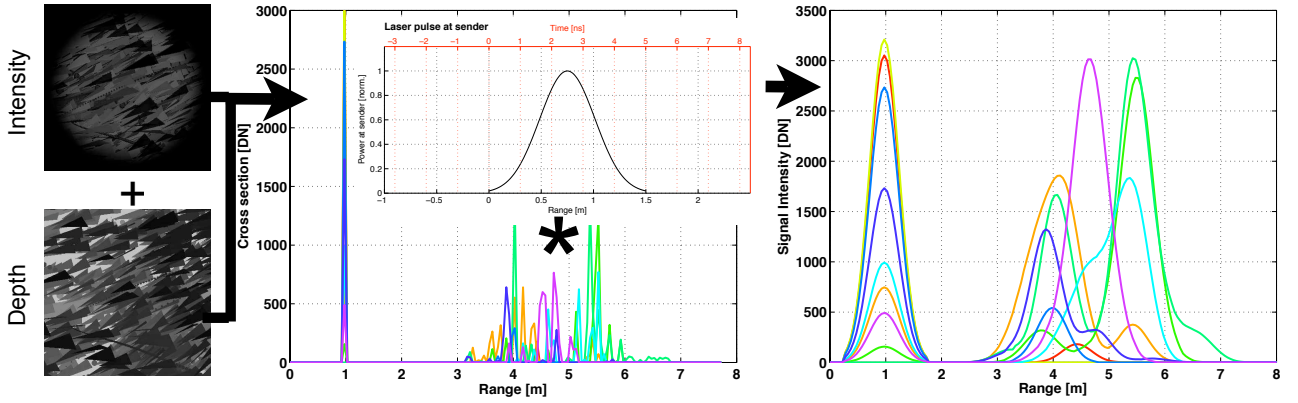 Intensity
+
Depth
Cross section [DN]
3000
2500
2000
1500
1000
500
0
0 1 2 3 4 5 6 7 8
Range [m]
Laser pulse at sender
Time [ns]
−3 −2 −1 0 1 2 3 4 5 6 7 8
Power at sender [norm.]
1
0.8
0.6
0.4
0.2
0
−1 −0.5 0 0.5 1 1.5 2
Range [m]
*
Signal Intensity [DN]
3500
3000
2500
2000
1500
1000
500
0
0 1 2 3 4 5 6 7 8
Range [m]